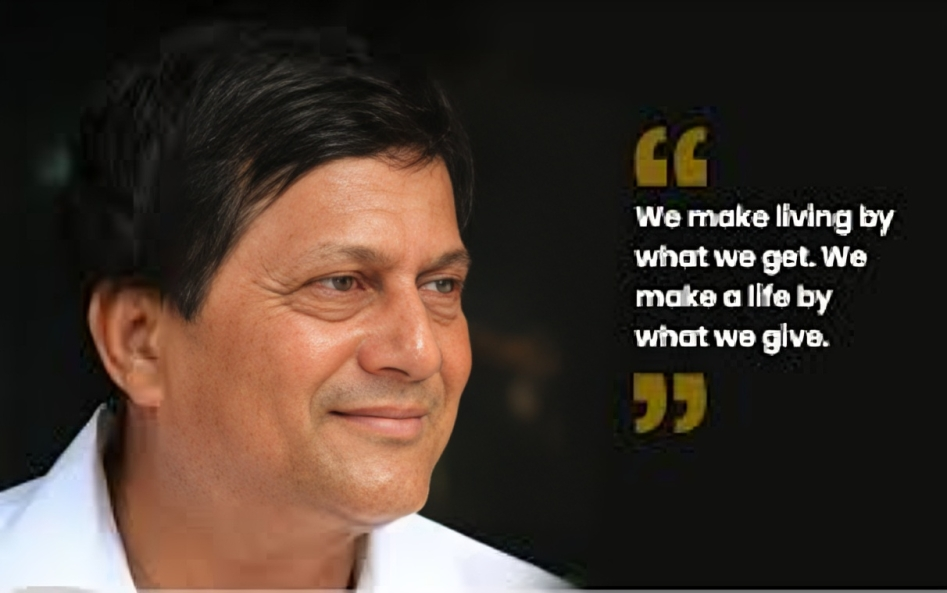 “
We make living by
what we get. We
make a life by
what we give.
”